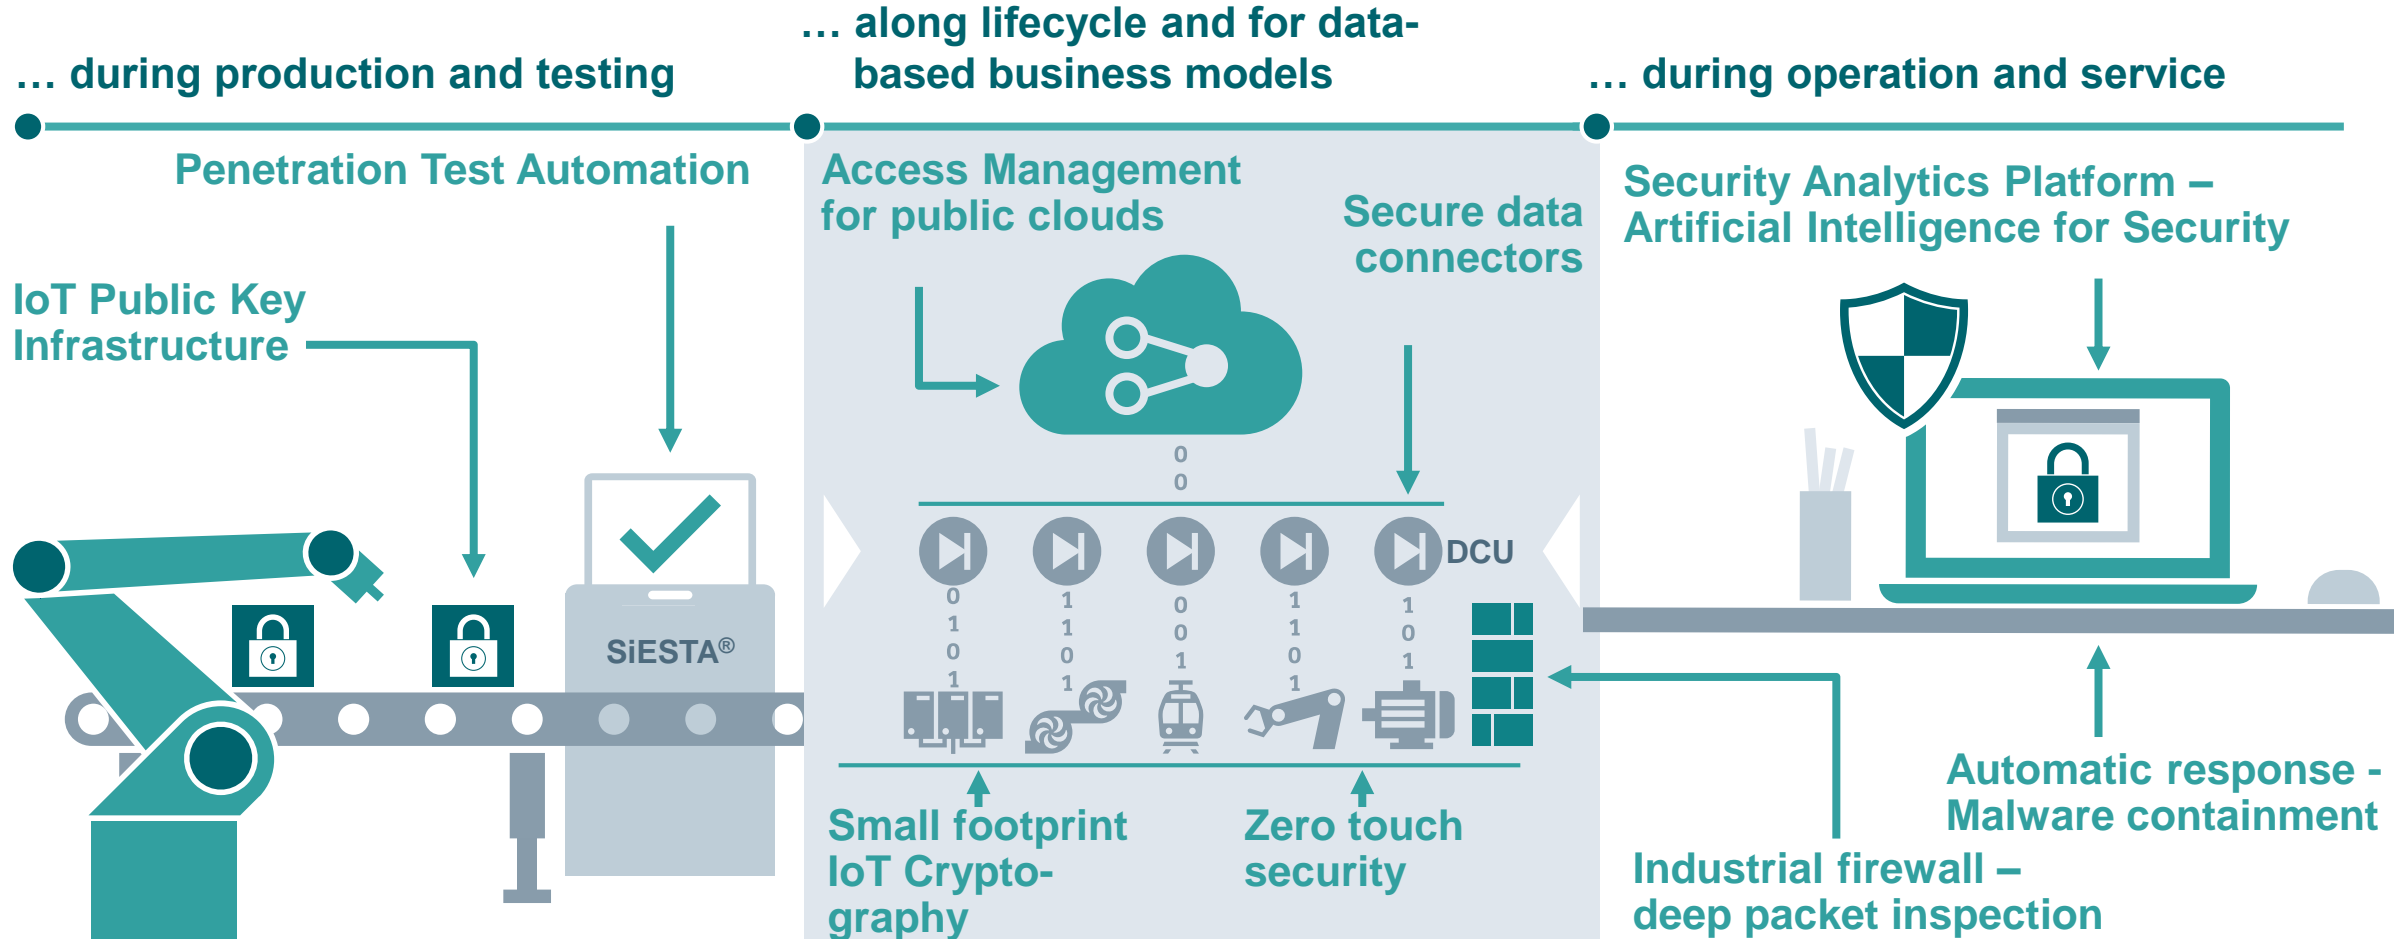 … during production and testing
… along lifecycle and for data-
based business models
… during operation and service
Penetration Test Automation
IoT Public Key
Infrastructure
SiESTA®
Access Management
for public clouds
Secure data
connectors
0
0
DCU
0
1
0
1
1
1
0
1
0
0
1
1
1
0
1
1
0
1
Small footprint
IoT Crypto-
graphy
Zero touch
security
Security Analytics Platform –
Artificial Intelligence for Security
Automatic response -
Malware containment
Industrial firewall –
deep packet inspection